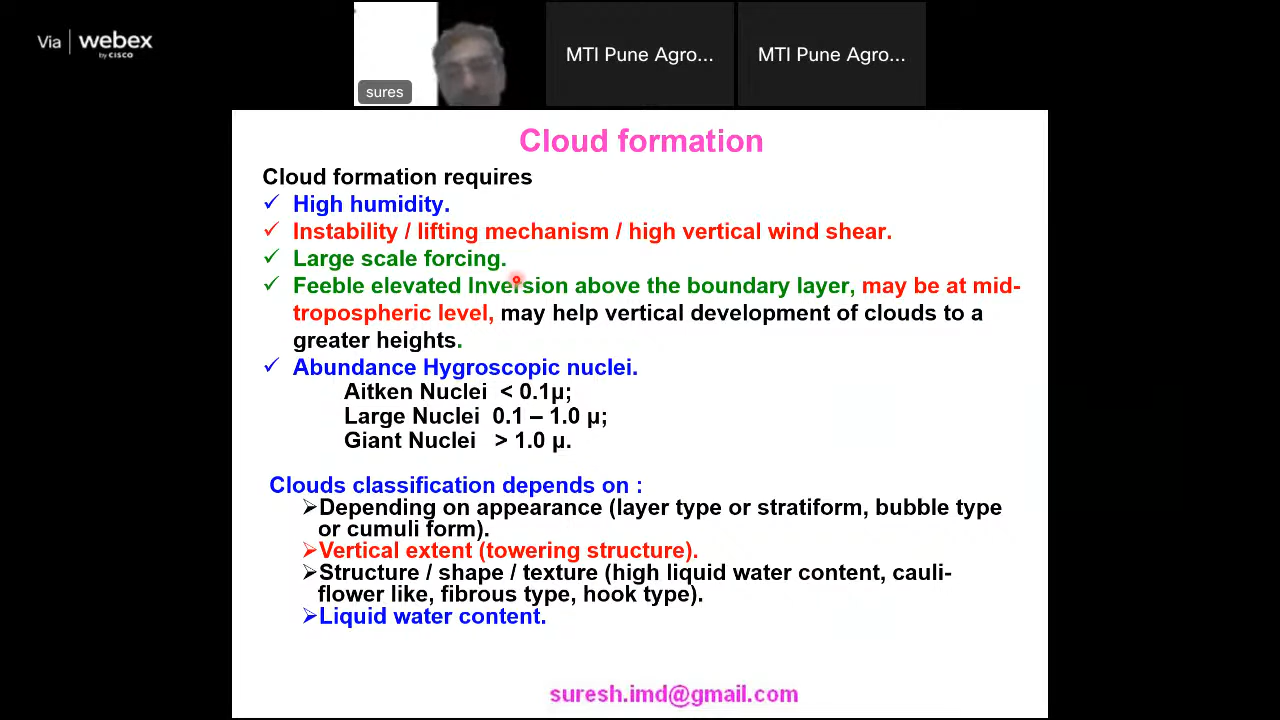 Via webex
by CISCO
MTI Pune Agro...
MTI Pune Agro...
sures
Cloud formation
Cloud formation requires
✓ High humidity.
✓ Instability / lifting mechanism / high vertical wind shear.
✓ Large scale forcing.
✓ Feeble elevated Inversion above the boundary layer, may be at mid-
tropospheric level, may help vertical development of clouds to a
greater heights.
✓ Abundance Hygroscopic nuclei.
Aitken Nuclei < 0.1µ;
Large Nuclei 0.1 – 1.0 µ;
Giant Nuclei > 1.0 µ.
Clouds classification depends on :
➢Depending on appearance (layer type or stratiform, bubble type
or cumuli form).
➢Vertical extent (towering structure).
➢Structure / shape / texture (high liquid water content, cauli-
flower like, fibrous type, hook type).
➢Liquid water content.
suresh.imd@gmail.com